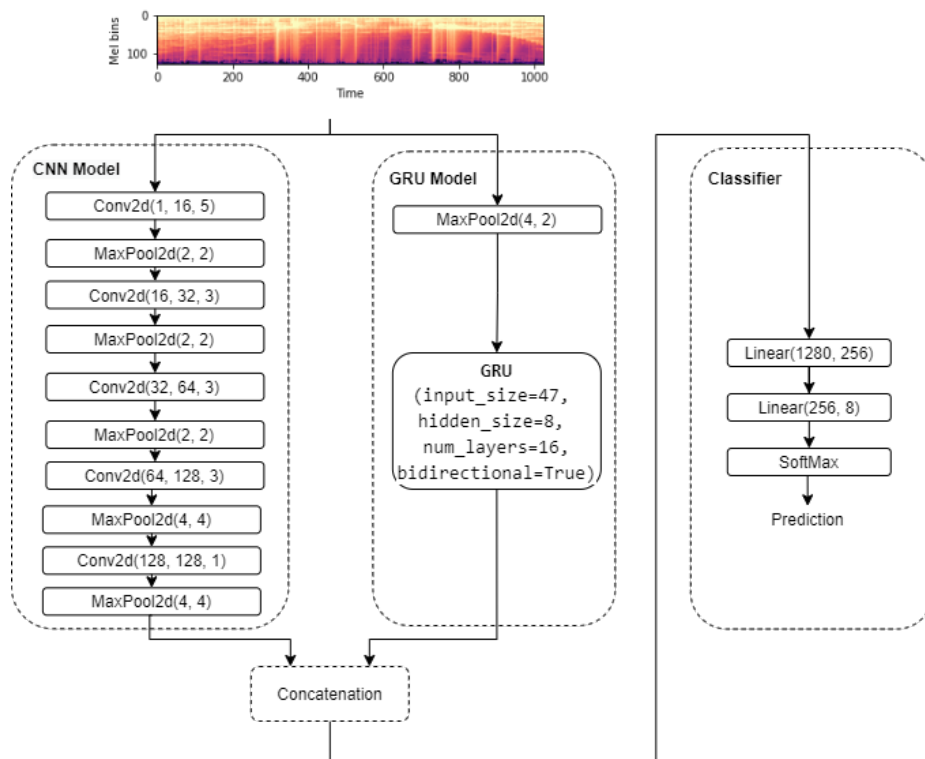 Mel bins
0
100
0
200
400
600
800
1000
Time
CNN Model
Conv2d(1, 16, 5)
MaxPool2d(2, 2)
Conv2d(16, 32, 3)
MaxPool2d(2, 2)
Conv2d(32, 64, 3)
MaxPool2d(2, 2)
Conv2d(64, 128, 3)
MaxPool2d(4, 4)
Conv2d(128, 128, 1)
MaxPool2d(4, 4)
GRU Model
MaxPool2d(4, 2)
GRU
(input_size=47,
hidden_size=8,
num_layers=16,
bidirectional=True)
Concatenation
Classifier
Linear(1280, 256)
Linear(256, 8)
SoftMax
Prediction